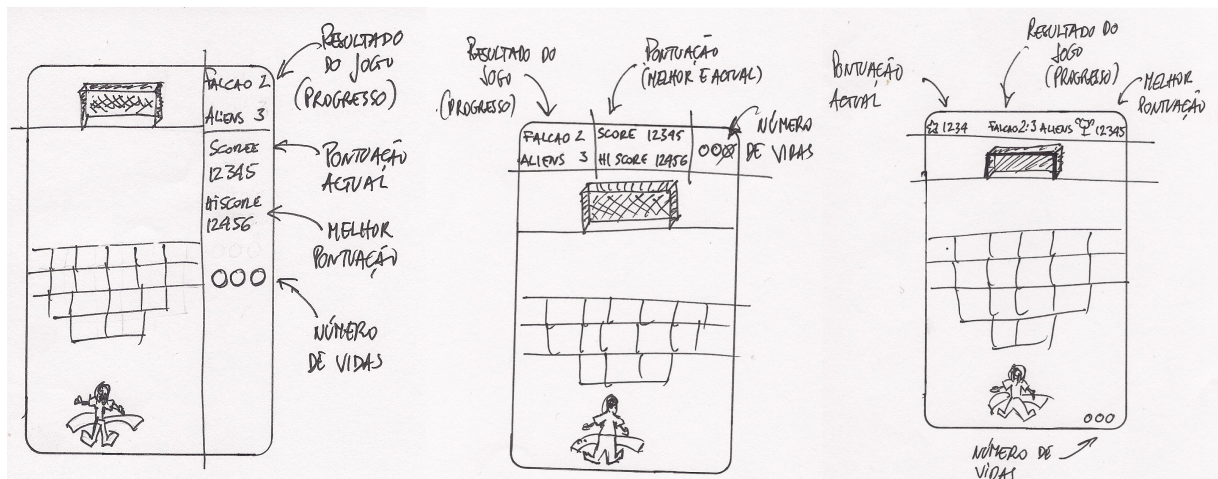 RESULTADO
DO JOGO
(PROGRESSO)
FALCAO 2
ALIENS 3
SCORE
12345
PONTUAÇÃO
ACTUAL
HISCORE
12456
MELHOR
PONTUAÇÃO
NÚMERO
DE VIDAS
RESULTADO DO
JOGO
(PROGRESSO)
PONTUAÇÃO
(MELHOR E ACTUAL)
NÚMERO
DE VIDAS
FALCAO 2
ALIENS 3
SCORE 12345
HI SCORE 12456
PONTUAÇÃO
ACTUAL
RESULTADO DO
JOGO
(PROGRESSO)
MELHOR
PONTUAÇÃO
1234 FALCAO 2:3 ALIENS 12345
NÚMERO DE
VIDAS